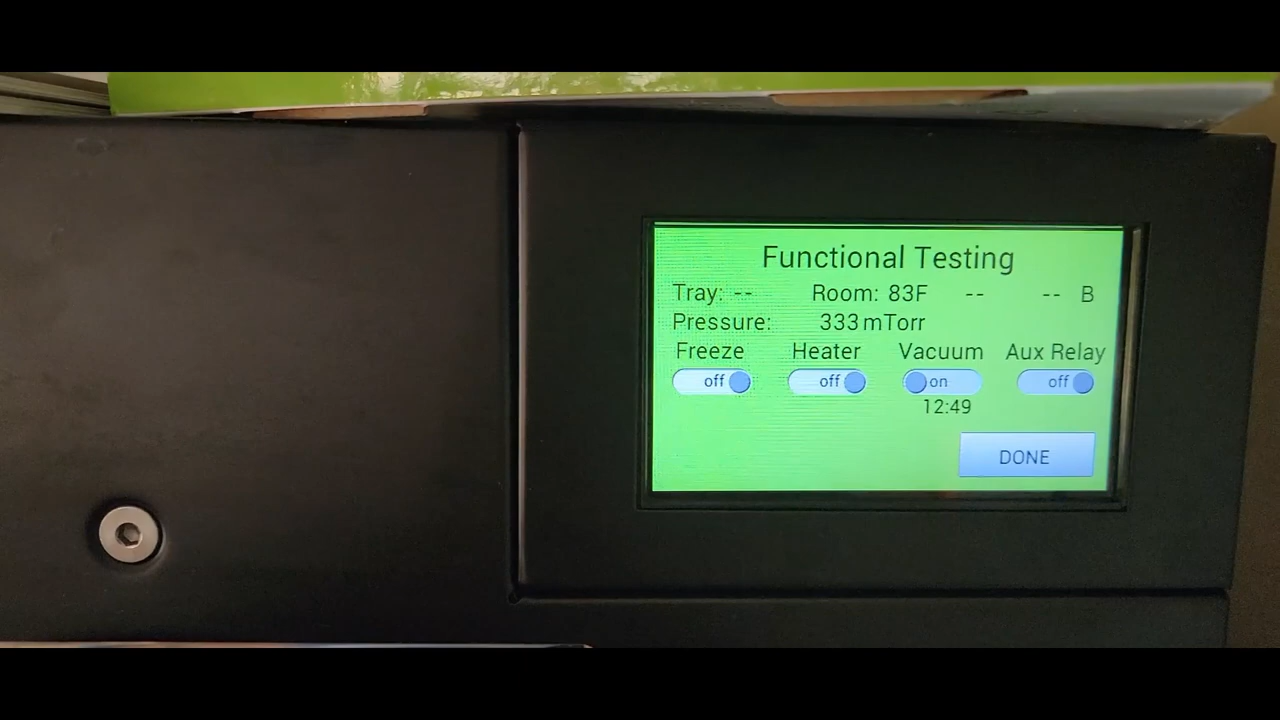 Functional Testing
Tray: -- Room: 83F -- -- B
Pressure: 333 mTorr
Freeze Heater Vacuum Aux Relay
off off on off
12:49
DONE